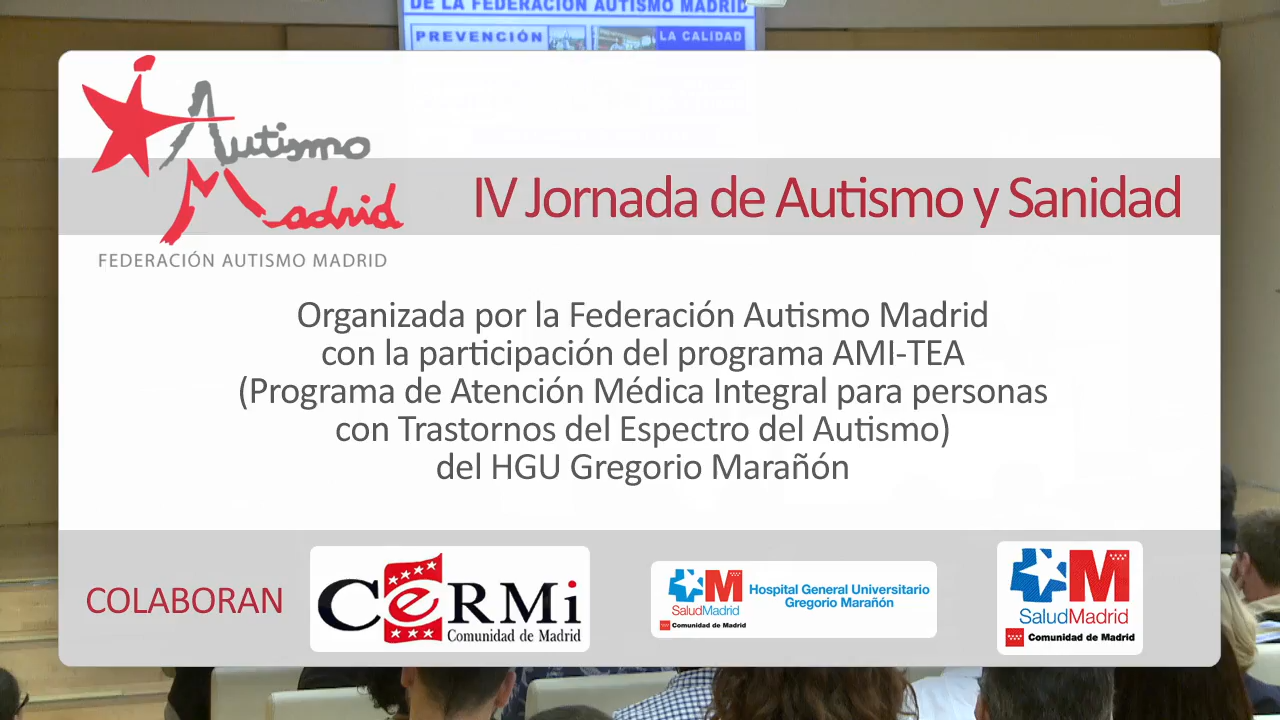 DE LA FEDERACIÓN AUTISMO MADRID
PREVENCIÓN
LA CALIDAD
Autismo
Madrid
FEDERACIÓN AUTISMO MADRID
IV Jornada de Autismo y Sanidad
Organizada por la Federación Autismo Madrid
con la participación del programa AMI-TEA
(Programa de Atención Médica Integral para personas
con Trastornos del Espectro del Autismo)
del HGU Gregorio Marañón
COLABORAN
CERMi
Comunidad de Madrid
M
SaludMadrid
Comunidad de Madrid
Hospital General Universitario
Gregorio Marañón
M
SaludMadrid
Comunidad de Madrid